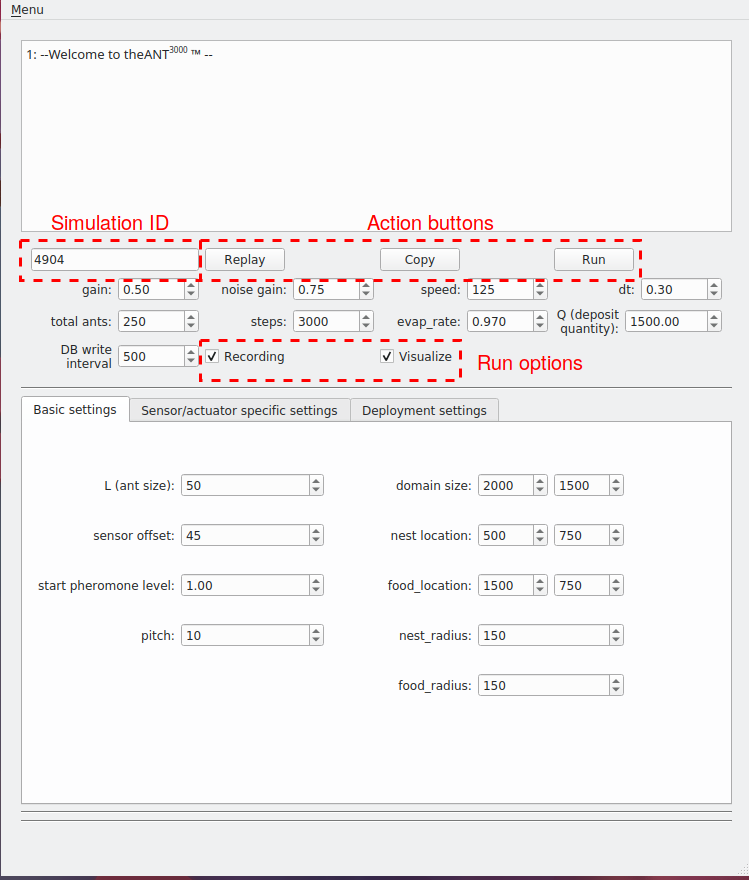 Menu
1: --Welcome to theANT3000 ™ --
Simulation ID Action buttons
4904 Replay Copy Run
gain: 0.50 noise gain: 0.75 speed: 125 dt: 0.30
total ants: 250 steps: 3000 evap_rate: 0.970 Q (deposit
quantity): 1500.00
DB write
interval 500 Recording Visualize Run options
Basic settings Sensor/actuator specific settings Deployment settings
L (ant size): 50 domain size: 2000 1500
sensor offset: 45 nest location: 500 750
start pheromone level: 1.00 food_location: 1500 750
pitch: 10 nest_radius: 150
food_radius: 150